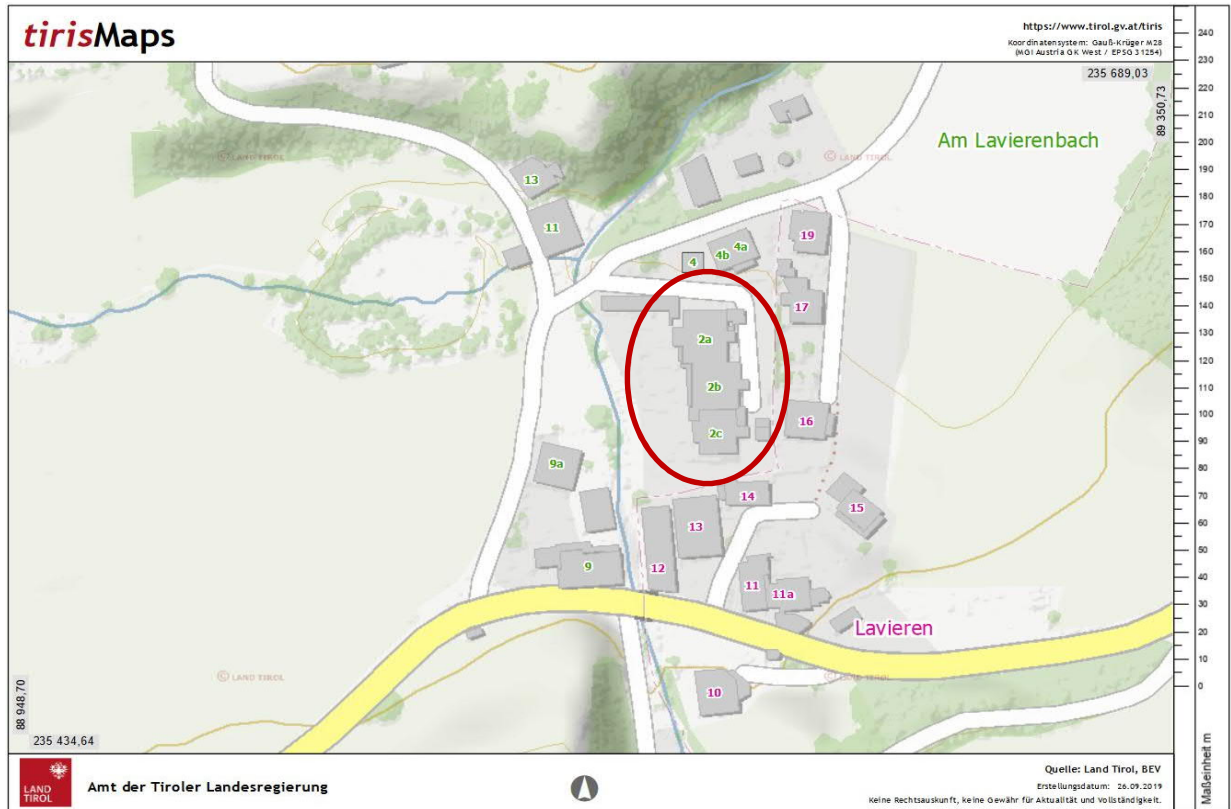 tirisMaps
https://www.tirol.gv.at/tiris
Koordinatensystem: Gauß-Krüger M28
(MGI Austria GK West / EPSG 31254)
235 689,03
89 350,73
Am Lavierenbach
© LAND TIROL
© LAND TIROL
13
11
4
4b
4a
19
17
2a
2b
2c
16
9a
14
15
13
12
9
11
11a
Lavieren
10
© LAND TIROL
© LAND TIROL
88 948,70
235 434,64
240
230
220
210
200
190
180
170
160
150
140
130
120
110
100
90
80
70
60
50
40
30
20
10
0
Maßeinheit m
LAND
TIROL
Amt der Tiroler Landesregierung
Quelle: Land Tirol, BEV
Erstellungsdatum: 26.09.2019
Keine Rechtsauskunft, keine Gewähr für Aktualität und Vollständigkeit.